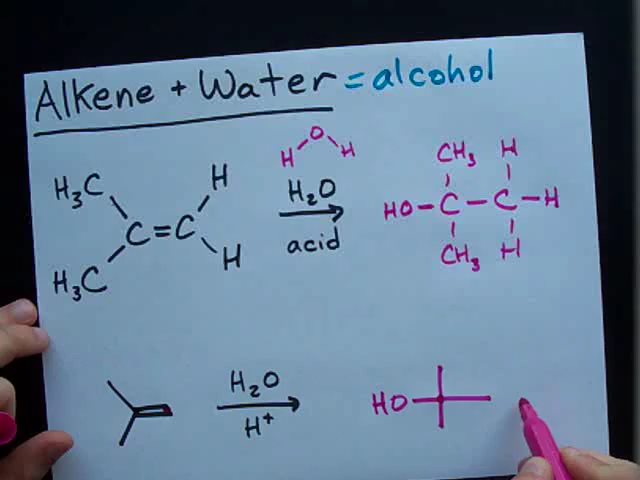 Alkene + Water = alcohol
H₃C H H₂O CH₃ H
C=C acid HO-C-C-H
H₃C H CH₃ H
H O H
H₂O
H⁺
HO